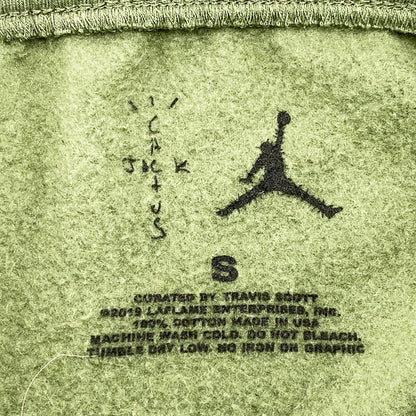 CACTUS
JACK
S
CURATED BY TRAVIS SCOTT
©2019 LAFLAME ENTERPRISES, INC.
100% COTTON MADE IN USA
MACHINE WASH COLD. DO NOT BLEACH.
TUMBLE DRY LOW. NO IRON ON GRAPHIC